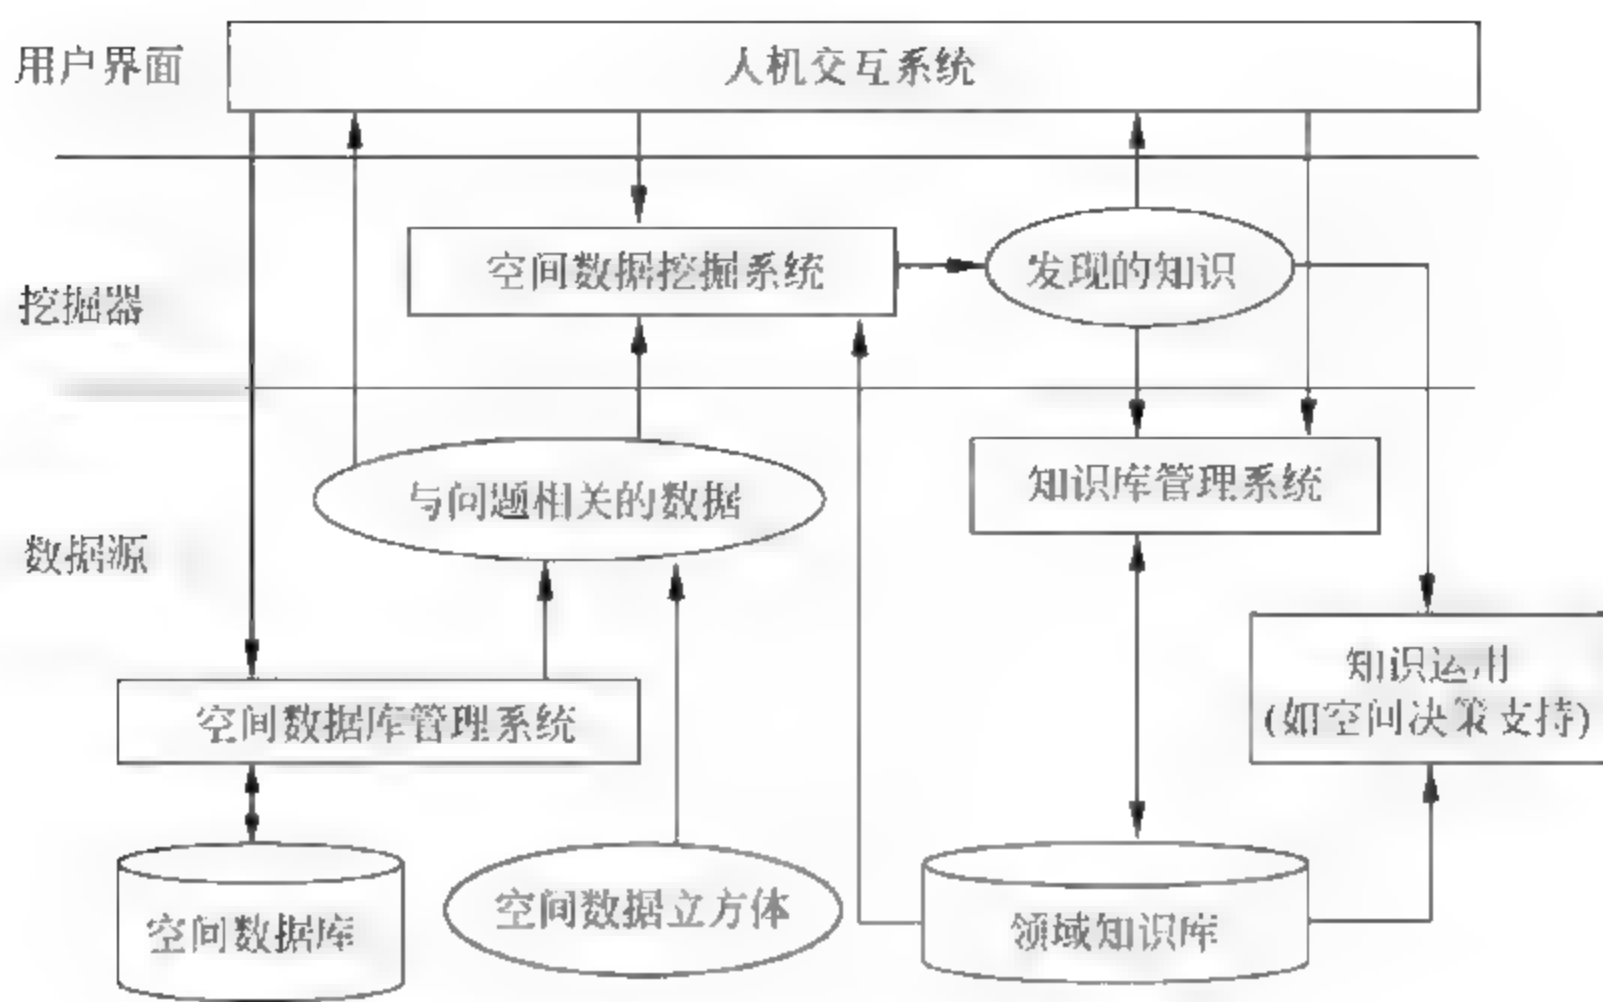 用户界面
人机交互系统
空间数据挖掘系统
发现的知识
挖掘器
与问题相关的数据
知识库管理系统
数据源
知识运用
(如空间决策支持)
空间数据库管理系统
空间数据库
空间数据立方体
领域知识库